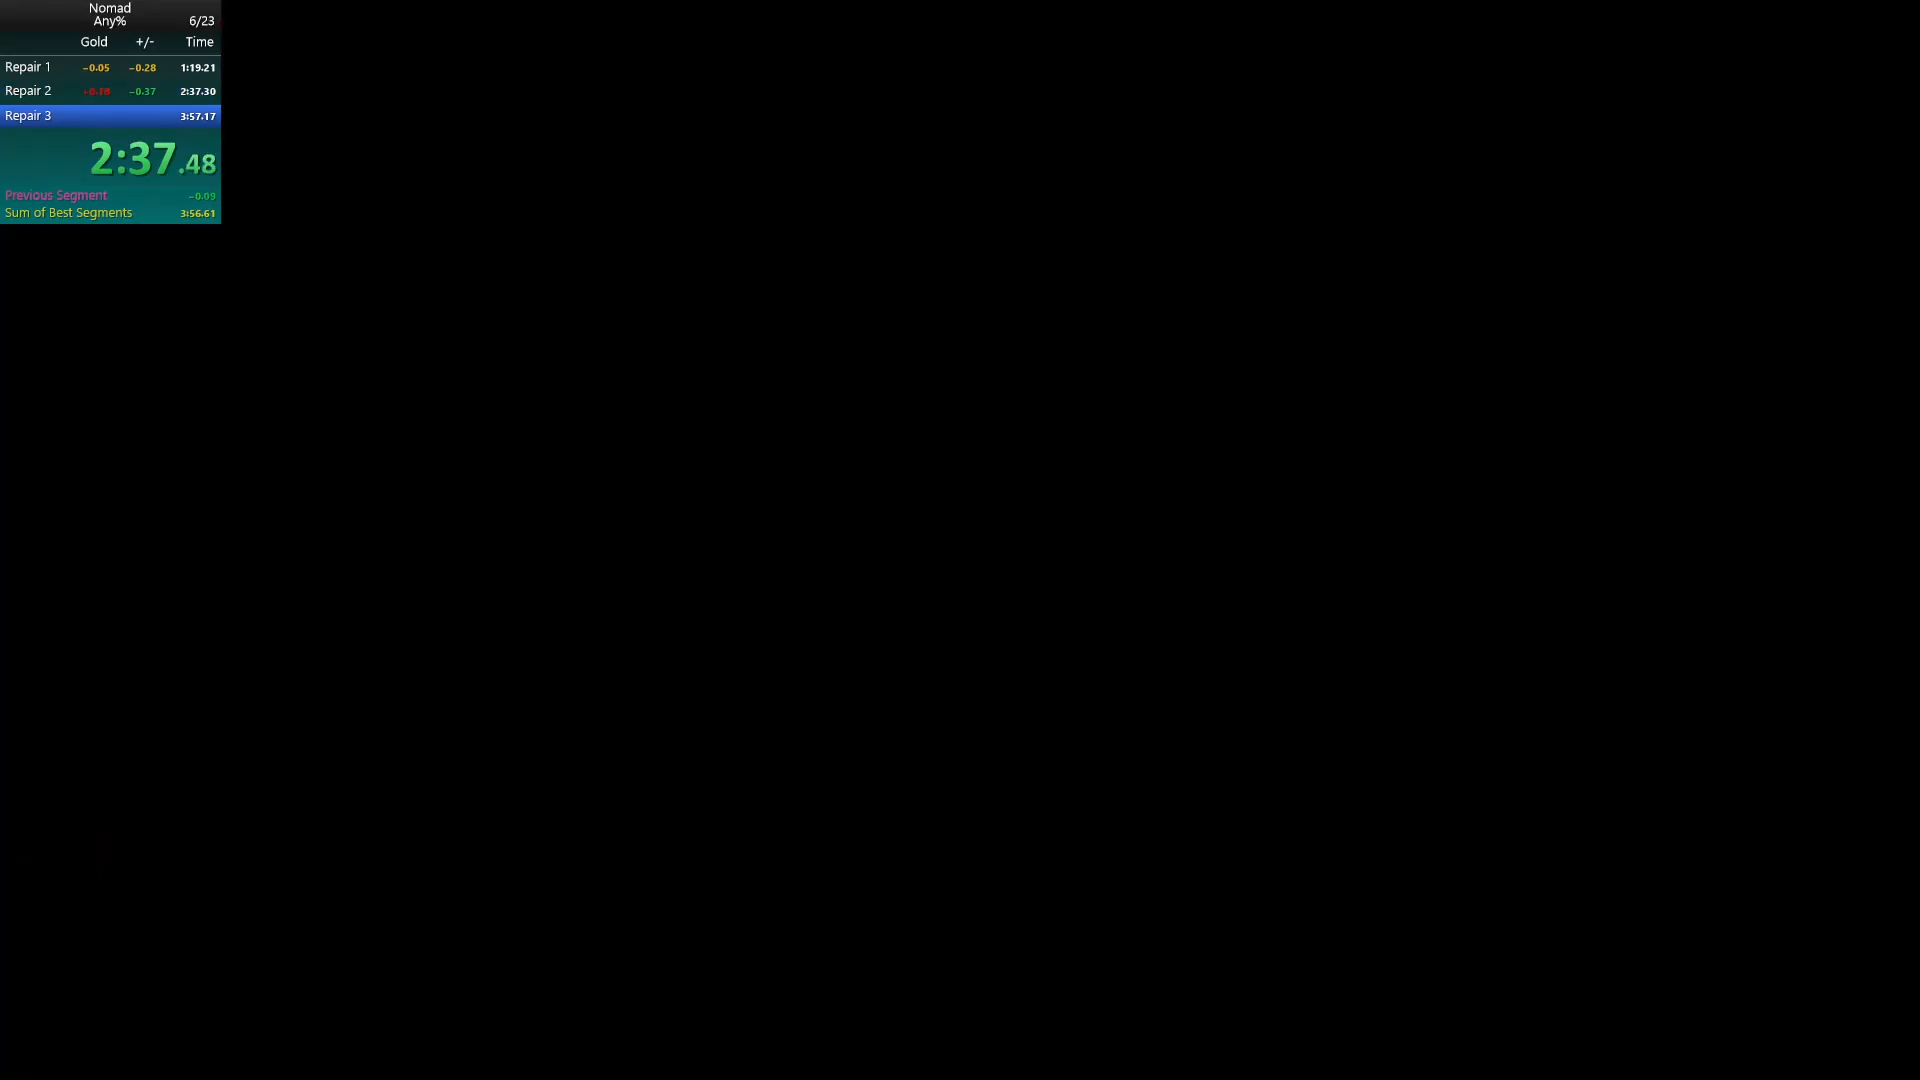 Nomad
Any% 6/23
Gold +/- Time
Repair 1 −0.05 −0.28 1:19.21
Repair 2 −0.37 2:37.30
Repair 3 3:57.17
2:37.48
Previous Segment −0.09
Sum of Best Segments 3:56.61